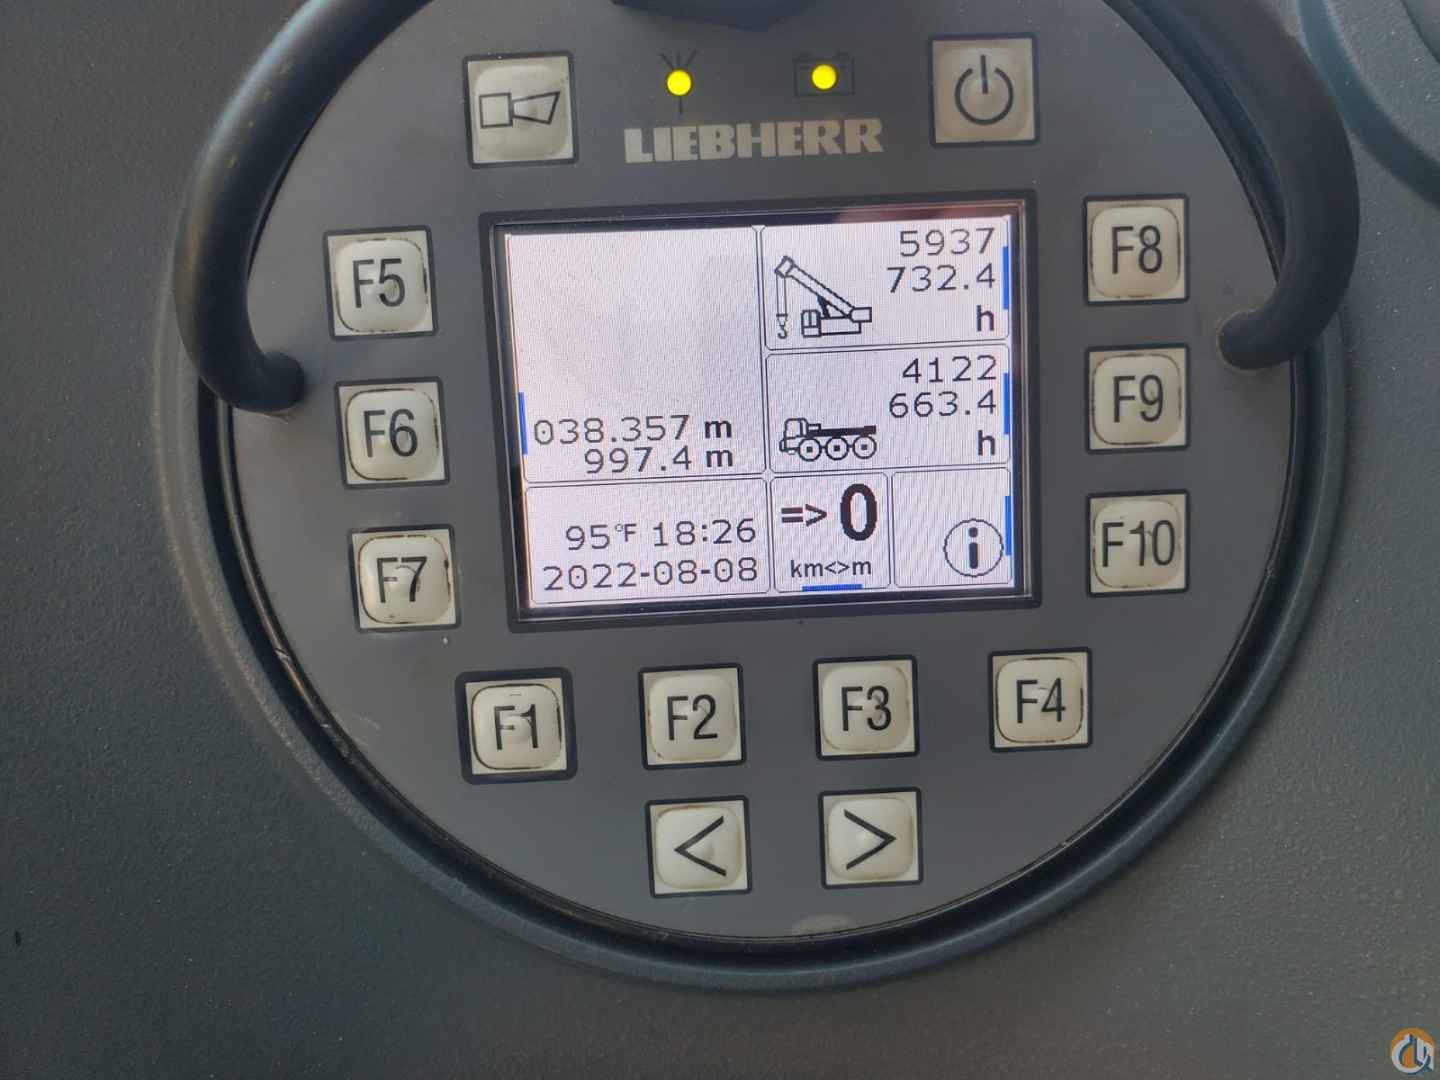 LIEBHERR
F5
F6
F7
F8
F9
F10
5937
732.4
h
4122
663.4
h
038.357 m
997.4 m
95°F 18:26
2022-08-08
=> 0
km<>m
i
F1
F2
F3
F4
<
>